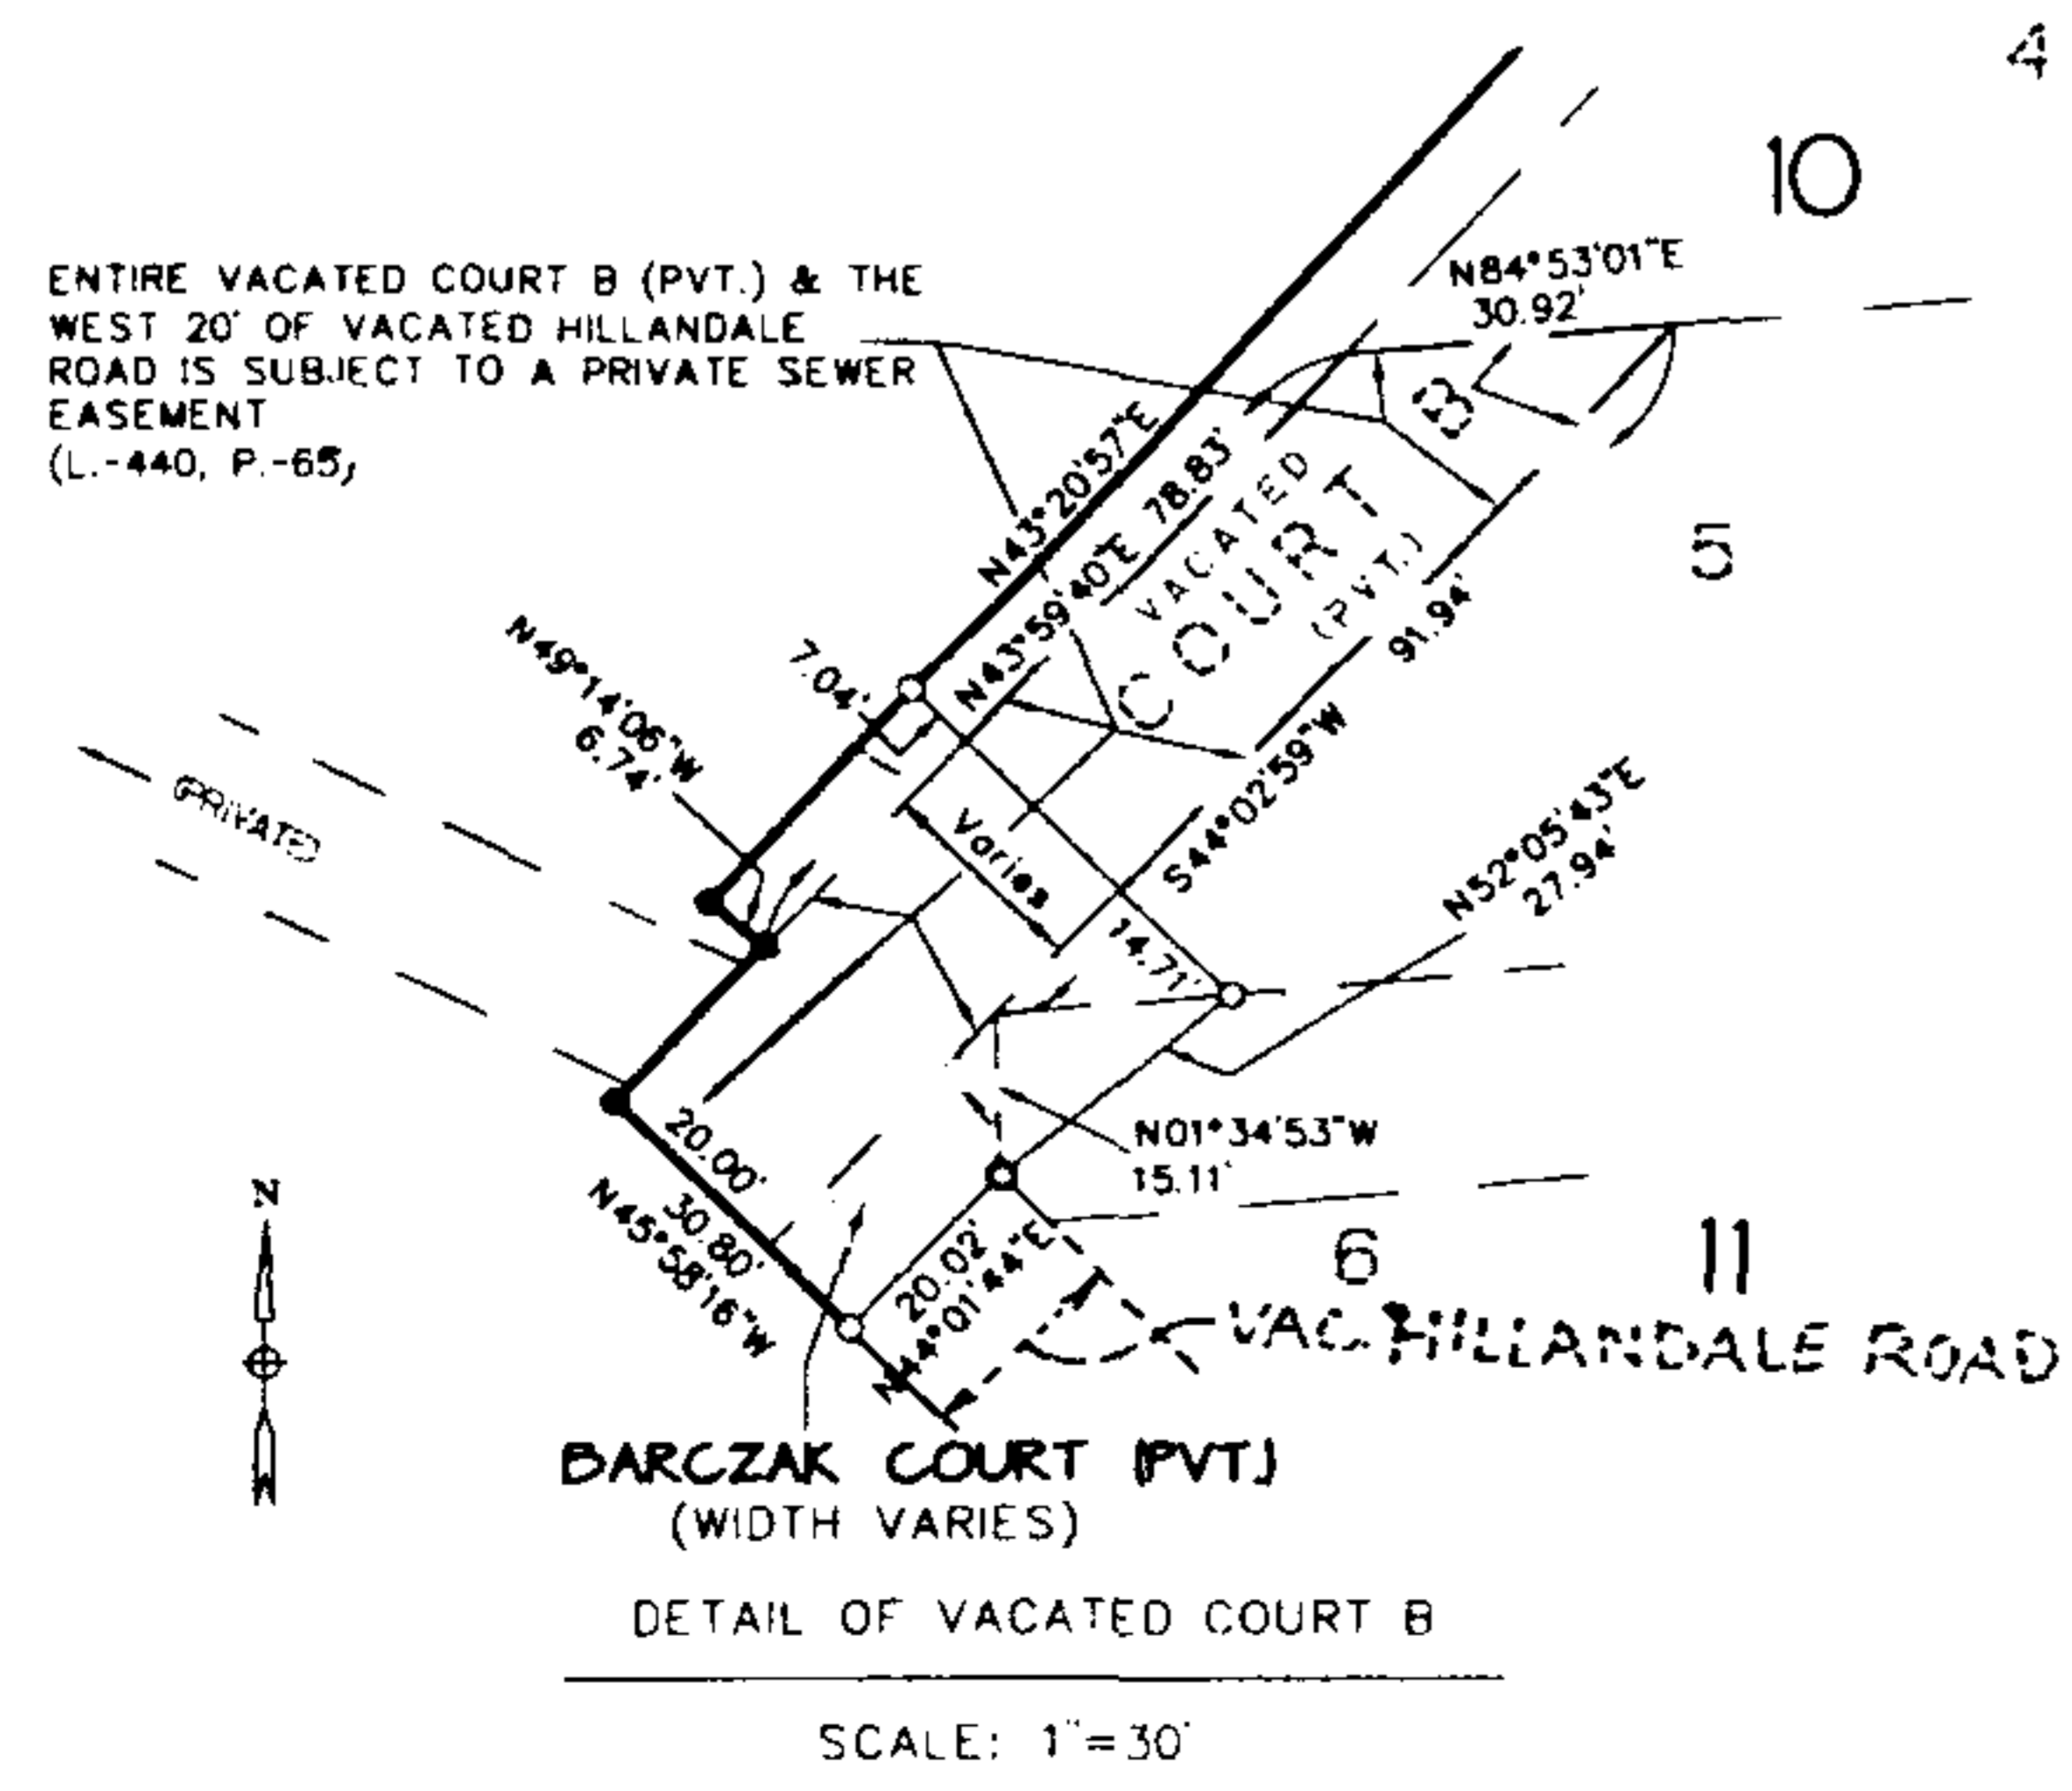 4
10
N84°53'01"E
30.92'
ENTIRE VACATED COURT B (PVT.) & THE
WEST 20' OF VACATED HILLANDALE
ROAD IS SUBJECT TO A PRIVATE SEWER
EASEMENT
(L.-440, P.-65)
N43°20'57"E
N43°59'40"E 78.83'
VACATED
COURT B
(PVT.)
5
91.94'
S44°02'59"W
N49°14'06"W
6.74'
7.04'
(PRIVATE)
Varies
14.71'
N52°05'43"E
27.94'
N01°34'53"W
15.11'
20.00'
30.80'
N45°58'16"W
20.02'
N44°01'44"E
N
6
11
VAC. HILLANDALE ROAD
BARCZAK COURT (PVT)
(WIDTH VARIES)
DETAIL OF VACATED COURT B
SCALE: 1"=30'